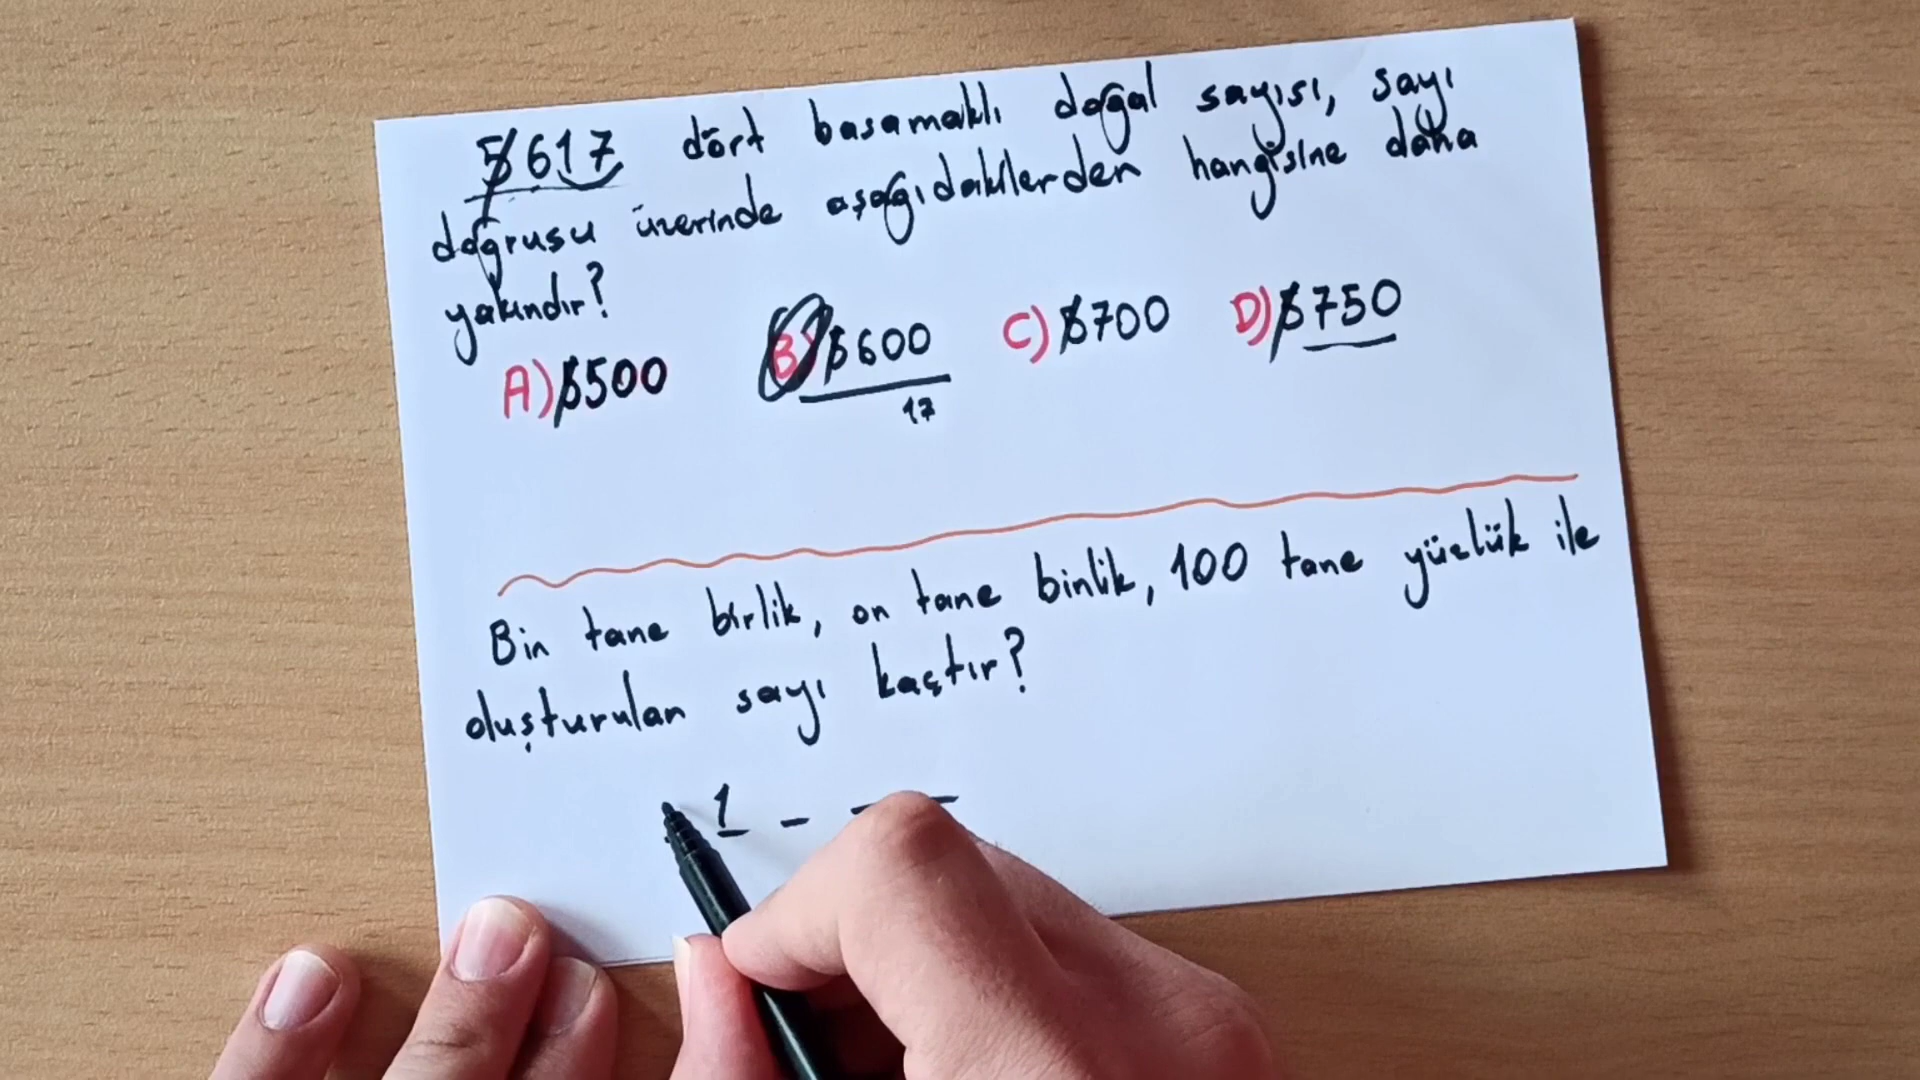 5617 dört basamaklı doğal sayısı, sayı
doğrusu üzerinde aşağıdakilerden hangisine daha
yakındır?
A) 5500 B) 5600 C) 5700 D) 5750
17
Bin tane birlik, on tane binlik, 100 tane yüzlük ile
oluşturulan sayı kaçtır?
1